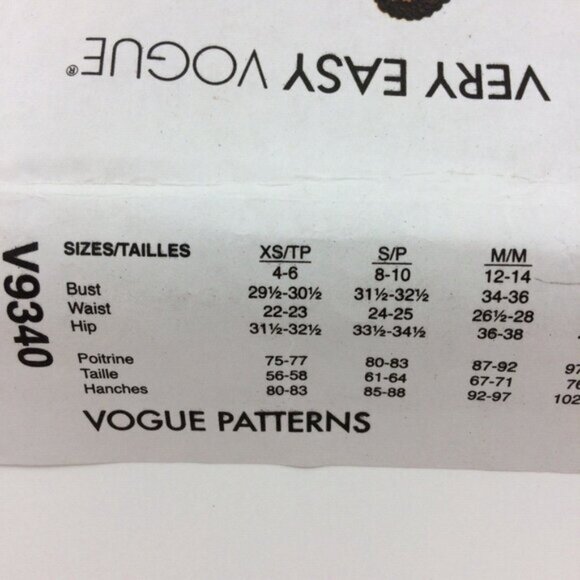 VERY EASY VOGUE®
V9340
SIZES/TAILLES XS/TP S/P M/M
4-6 8-10 12-14
Bust 29½-30½ 31½-32½ 34-36
Waist 22-23 24-25 26½-28
Hip 31½-32½ 33½-34½ 36-38
Poitrine 75-77 80-83 87-92 97
Taille 56-58 61-64 67-71 76
Hanches 80-83 85-88 92-97 102
VOGUE PATTERNS